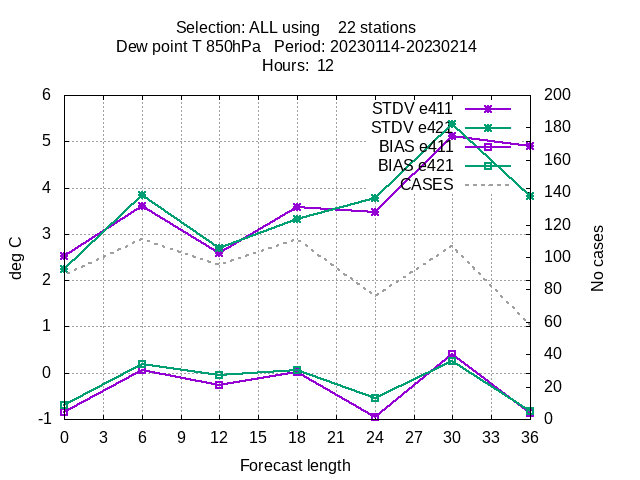 Selection: ALL using 22 stations
Dew point T 850hPa Period: 20230114-20230214
Hours: 12
STDV e411
STDV e421
BIAS e411
BIAS e421
CASES
6
5
4
3
2
1
0
-1
deg C
200
180
160
140
120
100
80
60
40
20
0
No cases
0 3 6 9 12 15 18 21 24 27 30 33 36
Forecast length